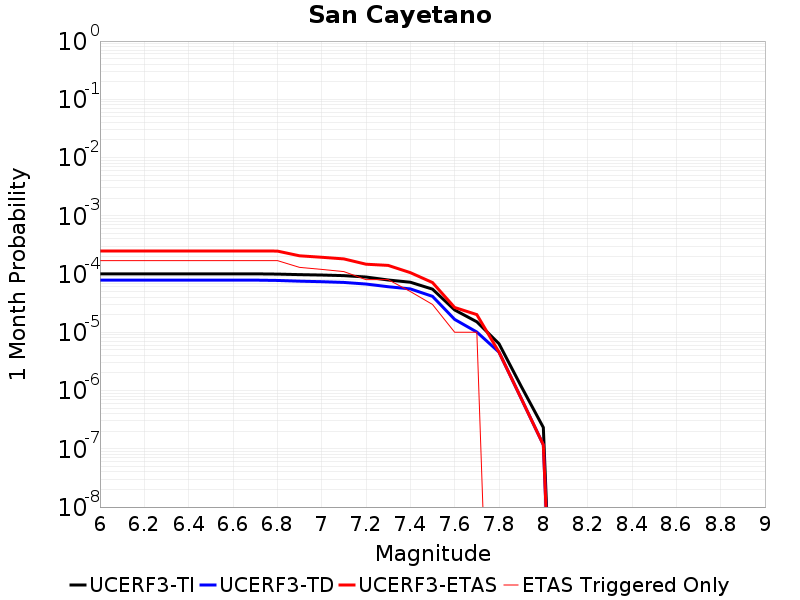 San Cayetano
1 Month Probability
10^0
10^-1
10^-2
10^-3
10^-4
10^-5
10^-6
10^-7
10^-8
6 6.2 6.4 6.6 6.8 7 7.2 7.4 7.6 7.8 8 8.2 8.4 8.6 8.8 9
Magnitude
UCERF3-TI UCERF3-TD UCERF3-ETAS ETAS Triggered Only